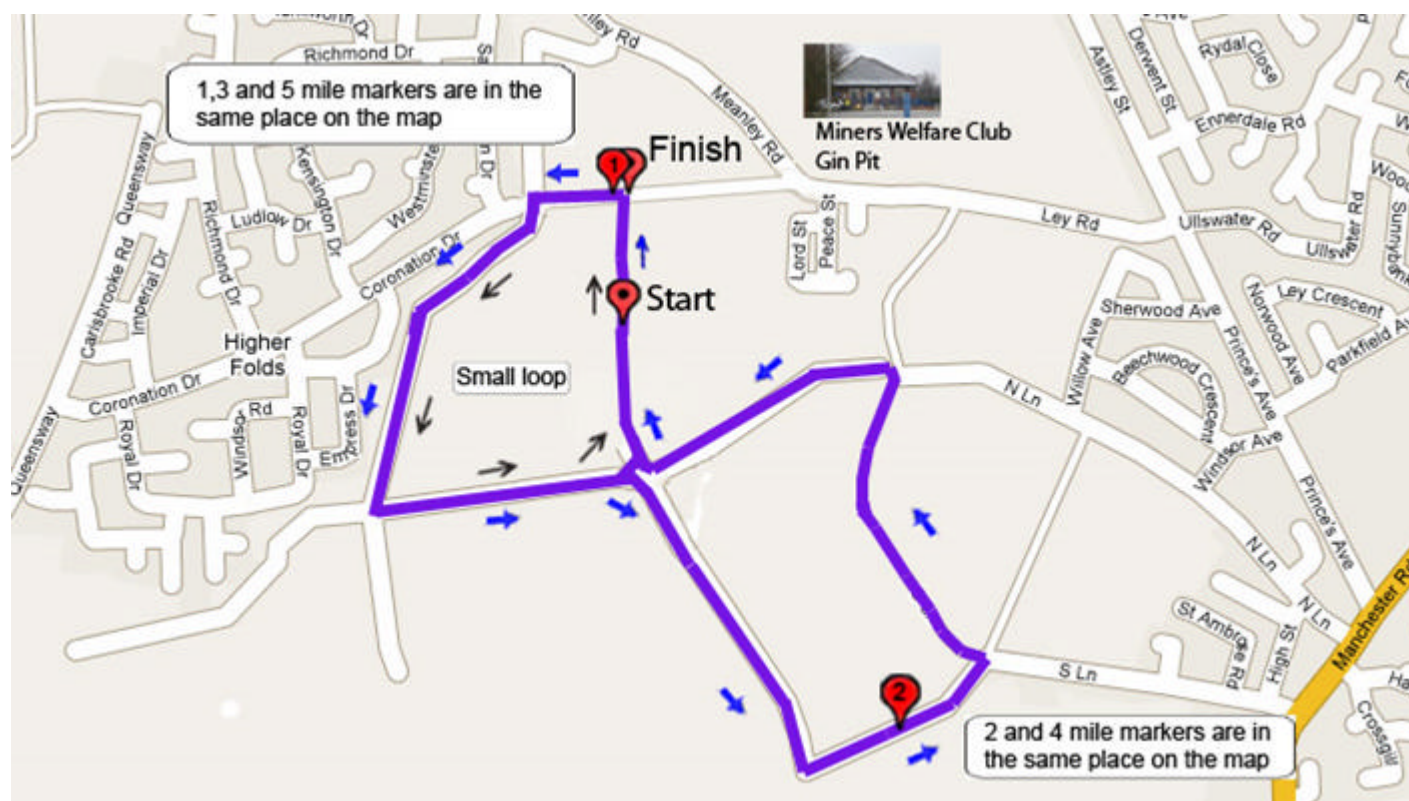 Richmond Dr
Meanley Rd
Astley St
Derwent St
Rydal Close
Ennerdale Rd
1,3 and 5 mile markers are in the
same place on the map
Miners Welfare Club
Gin Pit
1
Finish
Queensway
Kensington Dr
Westminster
Ludlow Dr
Richmond Dr
Carisbrooke Rd
Imperial Dr
Coronation Dr
Lord St
Peace St
Ley Rd
Ullswater Rd
Ullswater Rd
Start
Sherwood Ave
Norwood Ave
Ley Crescent
Parkfield Av
Higher
Folds
Small loop
Willow Ave
Beechwood Crescent
Prince's Ave
Coronation Dr
Queensway
Royal Dr
Windsor Rd
Royal Dr
Empress Dr
N Ln
Windsor Ave
Prince's Ave
N Ln
N Ln
Manchester Rd
St Ambrose Rd
High St
S Ln
2
Crossgill
2 and 4 mile markers are in
the same place on the map